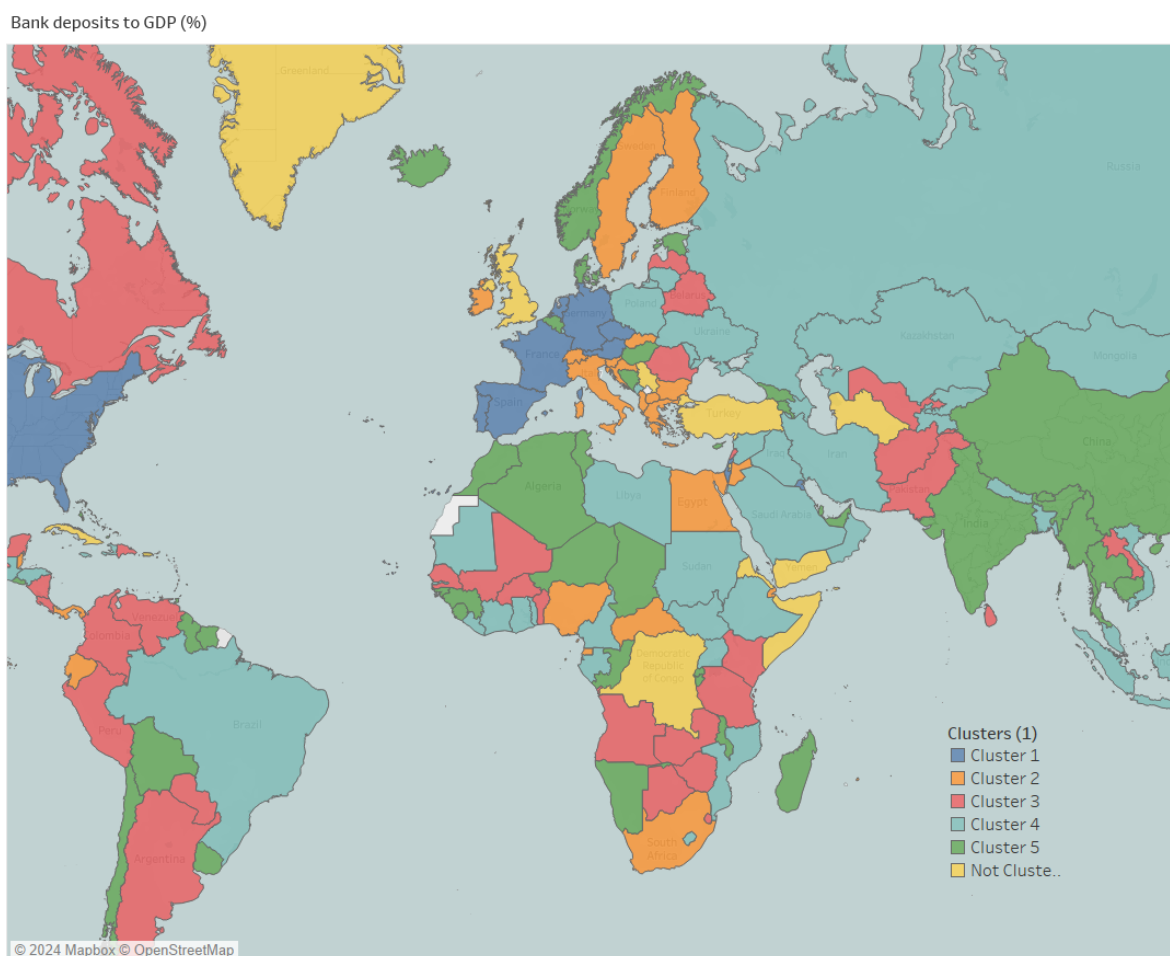 Bank deposits to GDP (%)
Greenland
Russia
Sweden
Finland
Norway
Belarus
Poland
Germany
Ukraine
Kazakhstan
Mongolia
France
Spain
Turkey
China
Iraq
Iran
Pakistan
Algeria
Libya
Egypt
Saudi Arabia
India
Sudan
Yemen
Venezuela
Colombia
Democratic
Republic
of Congo
Brazil
Peru
South
Africa
Argentina
Clusters (1)
Cluster 1
Cluster 2
Cluster 3
Cluster 4
Cluster 5
Not Cluste..
© 2024 Mapbox © OpenStreetMap